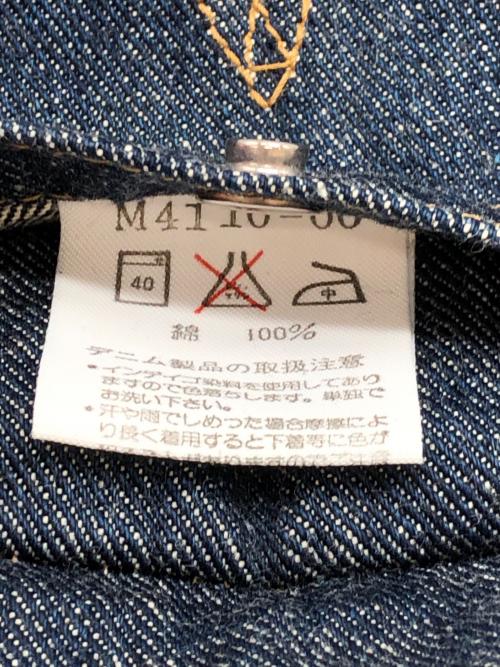 40
中
綿 100%
デニム製品の取扱注意
・インディゴ染料を使用してあり
ますので色落ちします。単独で
お洗い下さい。
・汗や雨でしめった場合摩擦によ
り長く着用すると下着等に色が